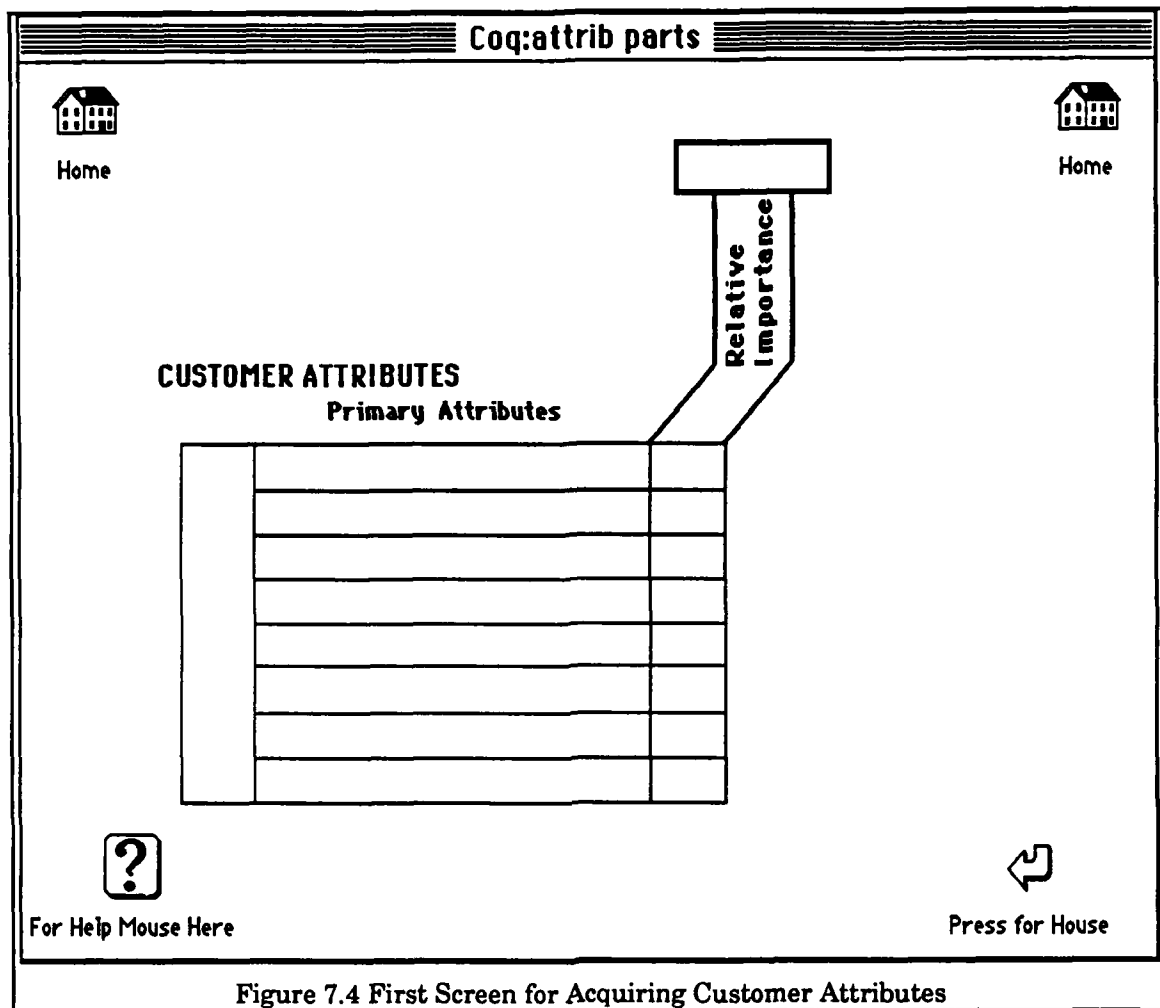 Coq:attrib parts
Home
Home
Relative
Importance
CUSTOMER ATTRIBUTES
Primary Attributes
?
For Help Mouse Here
Press for House
Figure 7.4 First Screen for Acquiring Customer Attributes